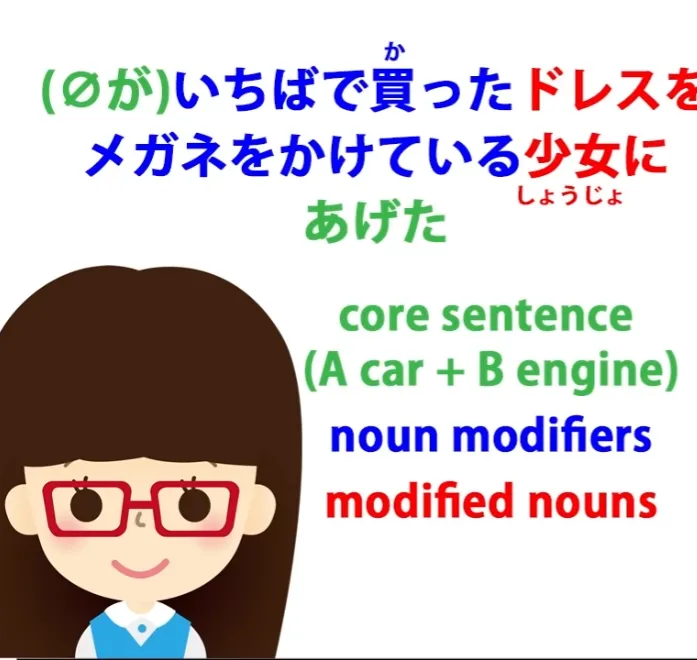 (∅が)いちばで買ったドレスを
か
メガネをかけている少女に
しょうじょ
あげた
core sentence
(A car + B engine)
noun modifiers
modified nouns